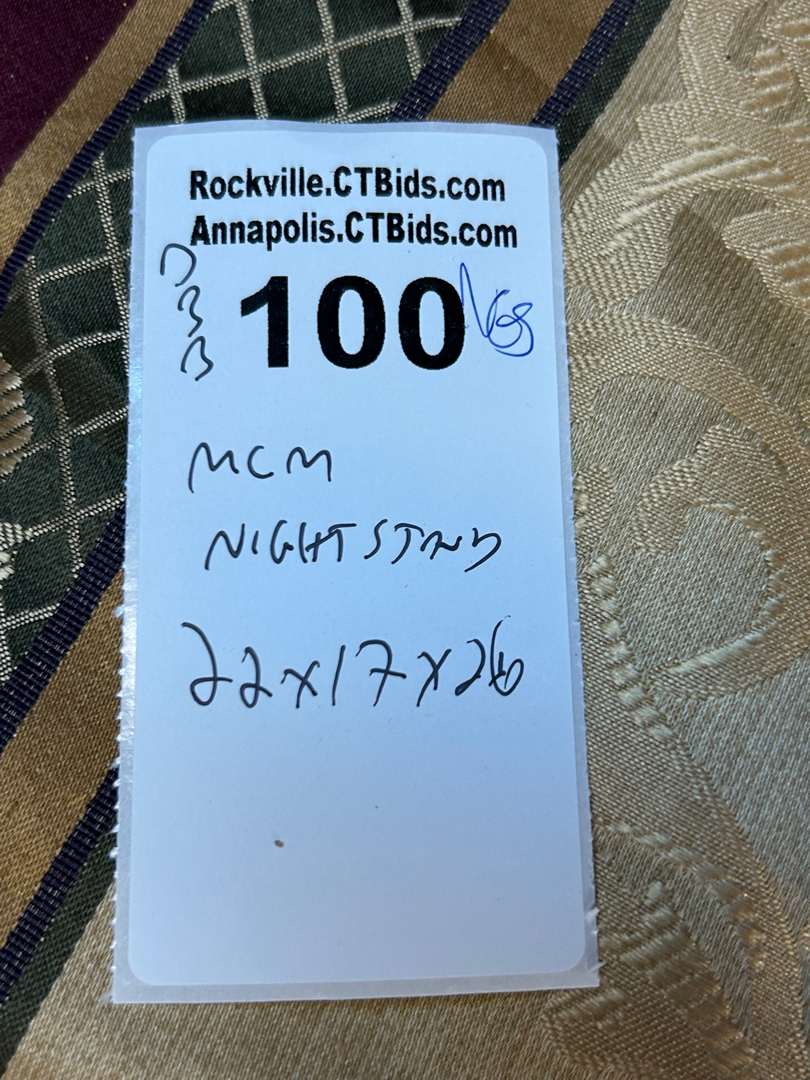 Rockville.CTBids.com
Annapolis.CTBids.com
100
MCM
NIGHTSTND
22x17x26